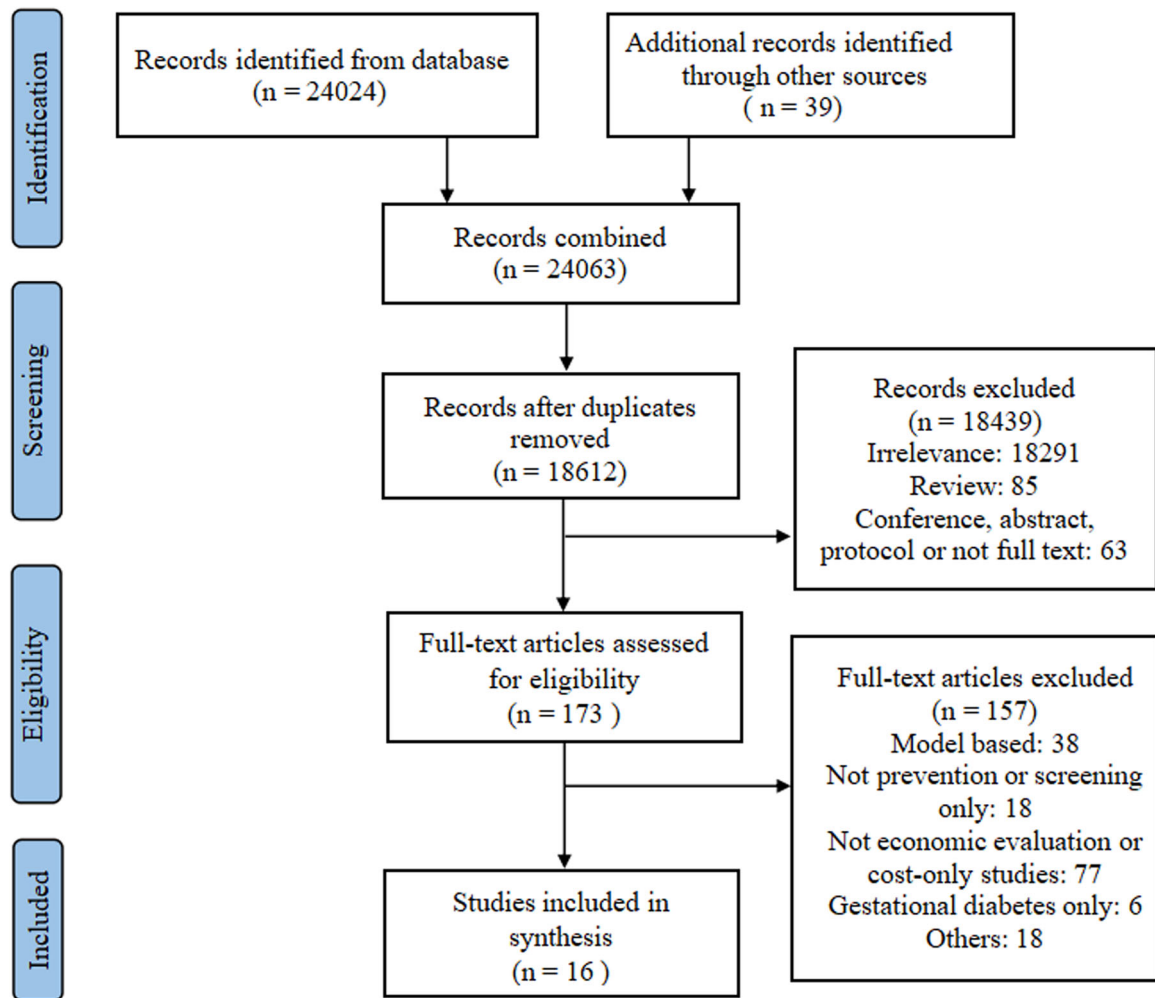 Identification
Records identified from database
(n = 24024)
Additional records identified
through other sources
( n = 39)
Records combined
(n = 24063)
Screening
Records after duplicates
removed
(n = 18612)
Records excluded
(n = 18439)
Irrelevance: 18291
Review: 85
Conference, abstract,
protocol or not full text: 63
Eligibility
Full-text articles assessed
for eligibility
(n = 173 )
Full-text articles excluded
(n = 157)
Model based: 38
Not prevention or screening
only: 18
Not economic evaluation or
cost-only studies: 77
Gestational diabetes only: 6
Others: 18
Included
Studies included in
synthesis
(n = 16 )